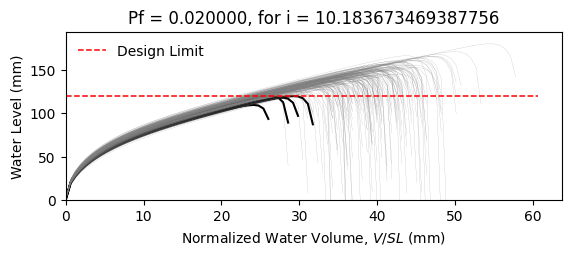 Pf = 0.020000, for i = 10.183673469387756
Design Limit
Water Level (mm)
150
100
50
0
0 10 20 30 40 50 60
Normalized Water Volume, V/SL (mm)